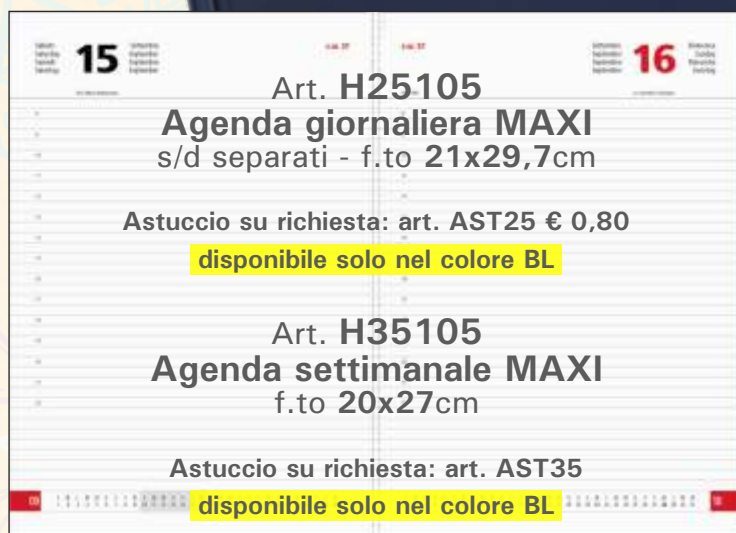 15
16
Art. H25105
Agenda giornaliera MAXI
s/d separati - f.to 21x29,7cm
Astuccio su richiesta: art. AST25 € 0,80
disponibile solo nel colore BL
Art. H35105
Agenda settimanale MAXI
f.to 20x27cm
Astuccio su richiesta: art. AST35
disponibile solo nel colore BL